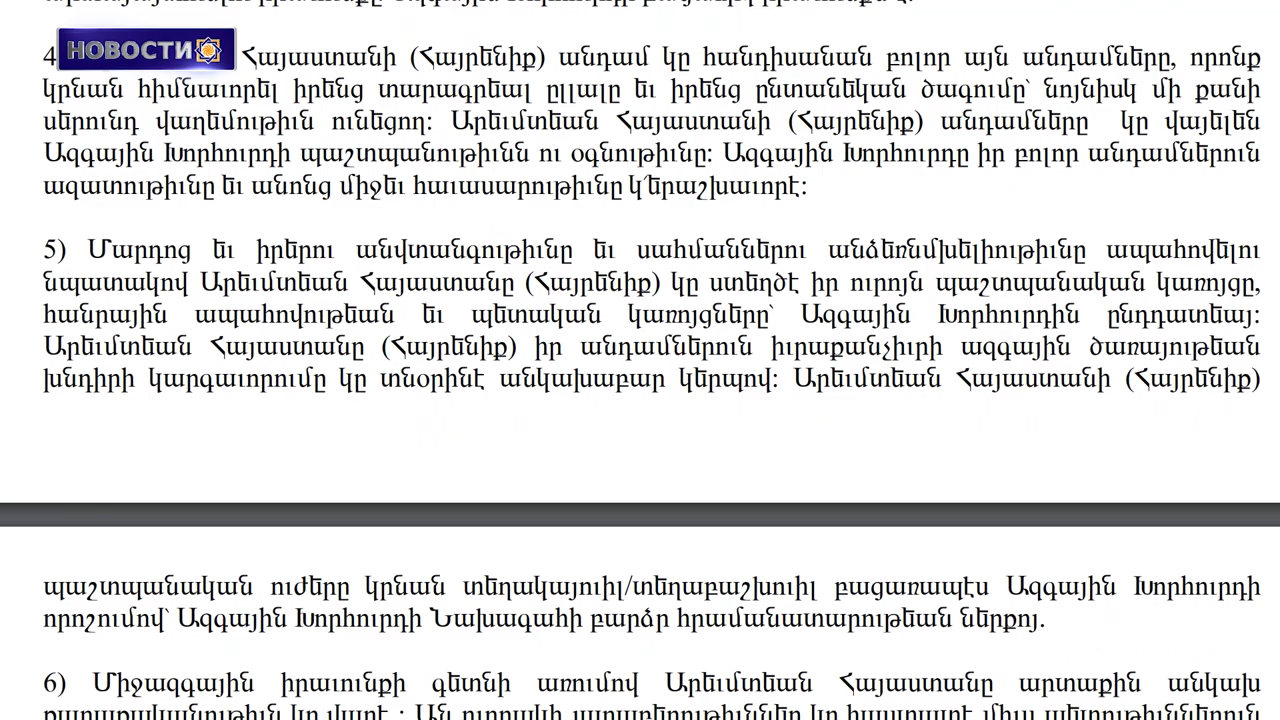 4
НОВОСТИ
Հայաստանի (Հայրենիք) անդամ կը հանդիսանան բոլոր այն անդամները, որոնք
կրնան հիմնաւորել իրենց տարագրեալ ըլլալը եւ իրենց ընտանեկան ծագումը՝ նոյնիսկ մի քանի
սերունդ վաղեմութիւն ունեցող։ Արեւմտեան Հայաստանի (Հայրենիք) անդամները կը վայելեն
Ազգային Խորհուրդի պաշտպանութիւնն ու օգնութիւնը։ Ազգային Խորհուրդը իր բոլոր անդամներուն
ազատութիւնը եւ անոնց միջեւ հաւասարութիւնը կ՛երաշխաւորէ։
5) Մարդոց եւ իրերու անվտանգութիւնը եւ սահմաններու անձեռնմխելիութիւնը ապահովելու
նպատակով Արեւմտեան Հայաստանը (Հայրենիք) կը ստեղծէ իր ուրոյն պաշտպանական կառոյցը,
հանրային ապահովութեան եւ պետական կառոյցները՝ Ազգային Խորհուրդին ընդդատեայ։
Արեւմտեան Հայաստանը (Հայրենիք) իր անդամներուն իւրաքանչիւրի ազգային ծառայութեան
խնդիրի կարգաւորումը կը տնօրինէ անկախաբար կերպով։ Արեւմտեան Հայաստանի (Հայրենիք)
պաշտպանական ուժերը կրնան տեղակայուիլ/տեղաբաշխուիլ բացառապէս Ազգային Խորհուրդի
որոշումով՝ Ազգային Խորհուրդի Նախագահի բարձր հրամանատարութեան ներքոյ.
6) Միջազգային իրաւունքի գետնի առումով Արեւմտեան Հայաստանը արտաքին անկախ